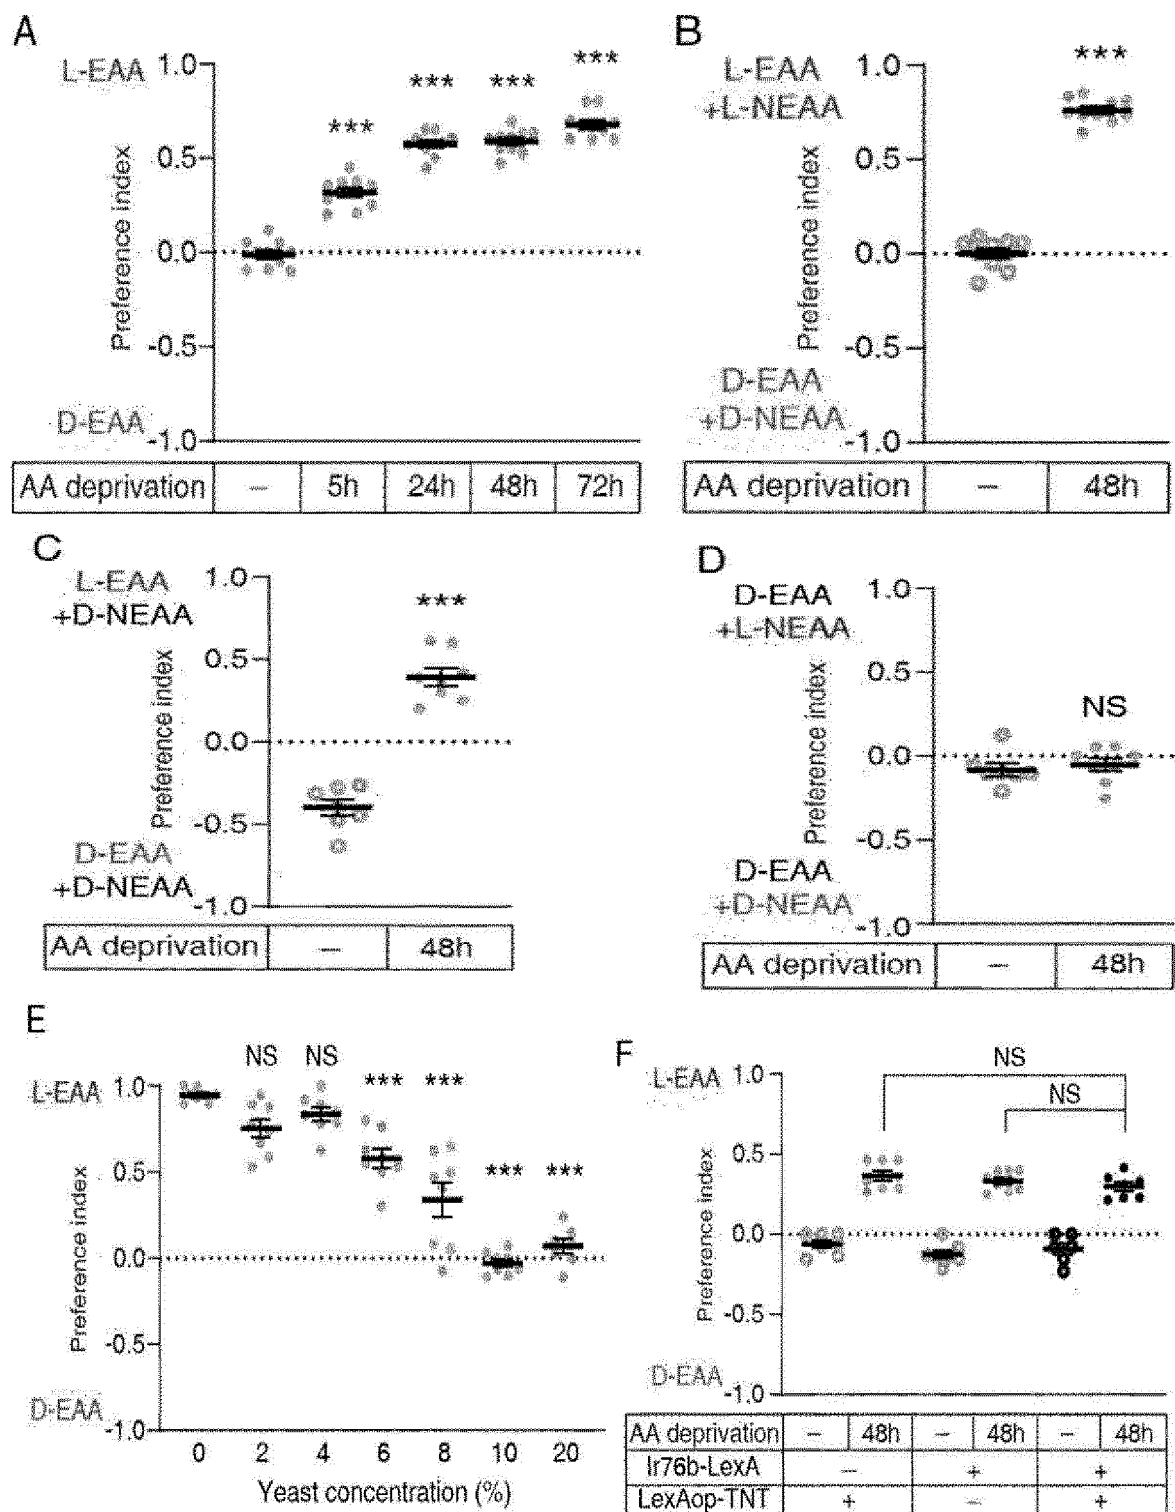 A
L-EAA
1.0
0.5
0.0
-0.5
-1.0
D-EAA
Preference index
***
***
***
***
AA deprivation – 5h 24h 48h 72h
B
L-EAA
+L-NEAA
1.0
0.5
0.0
-0.5
-1.0
D-EAA
+D-NEAA
Preference index
***
AA deprivation – 48h
C
L-EAA
+D-NEAA
1.0
0.5
0.0
-0.5
-1.0
D-EAA
+D-NEAA
Preference index
***
AA deprivation – 48h
D
D-EAA
+L-NEAA
1.0
0.5
0.0
-0.5
-1.0
D-EAA
+D-NEAA
Preference index
NS
AA deprivation – 48h
E
L-EAA
1.0
0.5
0.0
-0.5
-1.0
D-EAA
Preference index
NS NS *** *** *** ***
0 2 4 6 8 10 20
Yeast concentration (%)
F
L-EAA
1.0
0.5
0.0
-0.5
-1.0
D-EAA
Preference index
NS
NS
AA deprivation – 48h – 48h – 48h
Ir76b-LexA – + +
LexAop-TNT + – +